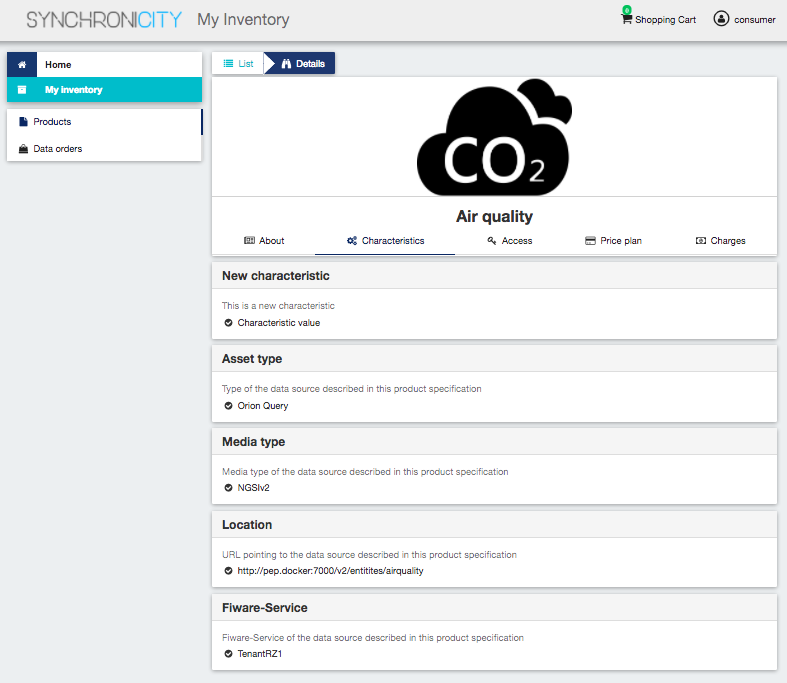 SYNCHRONICITY My Inventory
0
Shopping Cart
consumer
Home
My Inventory
Products
Data orders
List
Details
CO2
Air quality
About
Characteristics
Access
Price plan
Charges
New characteristic
This is a new characteristic
Characteristic value
Asset type
Type of the data source described in this product specification
Orion Query
Media type
Media type of the data source described in this product specification
NGSIv2
Location
URL pointing to the data source described in this product specification
http://pep.docker:7000/v2/entitites/airquality
Fiware-Service
Fiware-Service of the data source described in this product specification
TenantRZ1